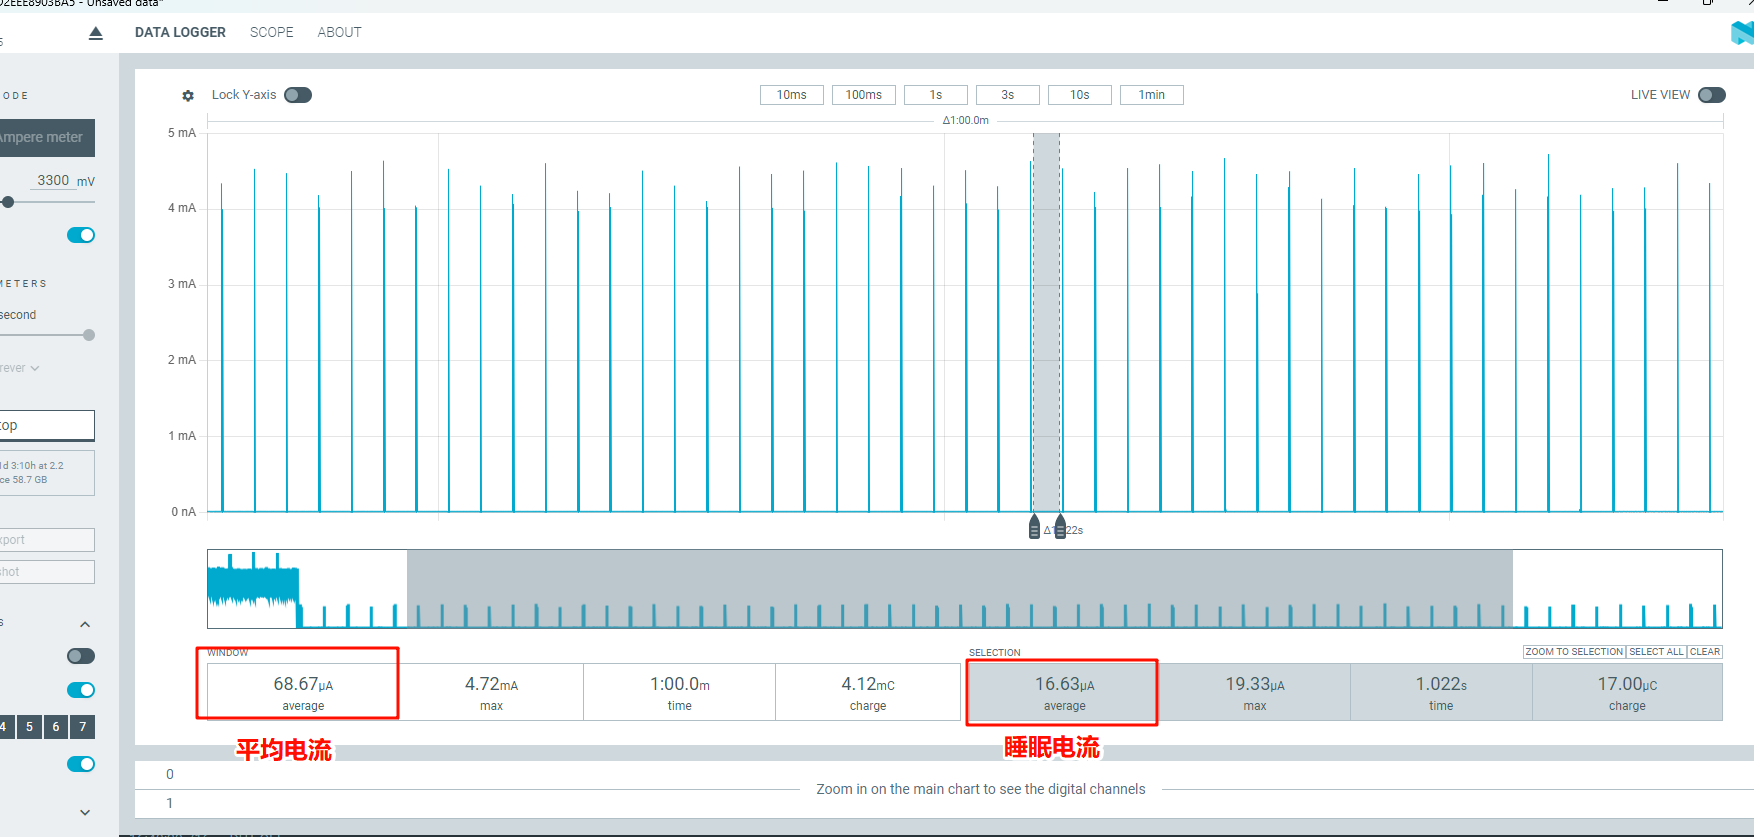 D2EEE8903BA5 - Unsaved data*
DATA LOGGER SCOPE ABOUT
5
ODE
Ampere meter
3300 mV
METERS
second
rever
top
1d 3:10h at 2.2
ce 58.7 GB
xport
shot
s
4 5 6 7
Lock Y-axis
10ms 100ms 1s 3s 10s 1min
LIVE VIEW
Δ1:00.0m
5 mA
4 mA
3 mA
2 mA
1 mA
0 nA
Δ1 22s
WINDOW
68.67μA
average
4.72mA
max
1:00.0m
time
4.12mC
charge
SELECTION
ZOOM TO SELECTION SELECT ALL CLEAR
16.63μA
average
19.33μA
max
1.022s
time
17.00μC
charge
平均电流
睡眠电流
0
1
Zoom in on the main chart to see the digital channels